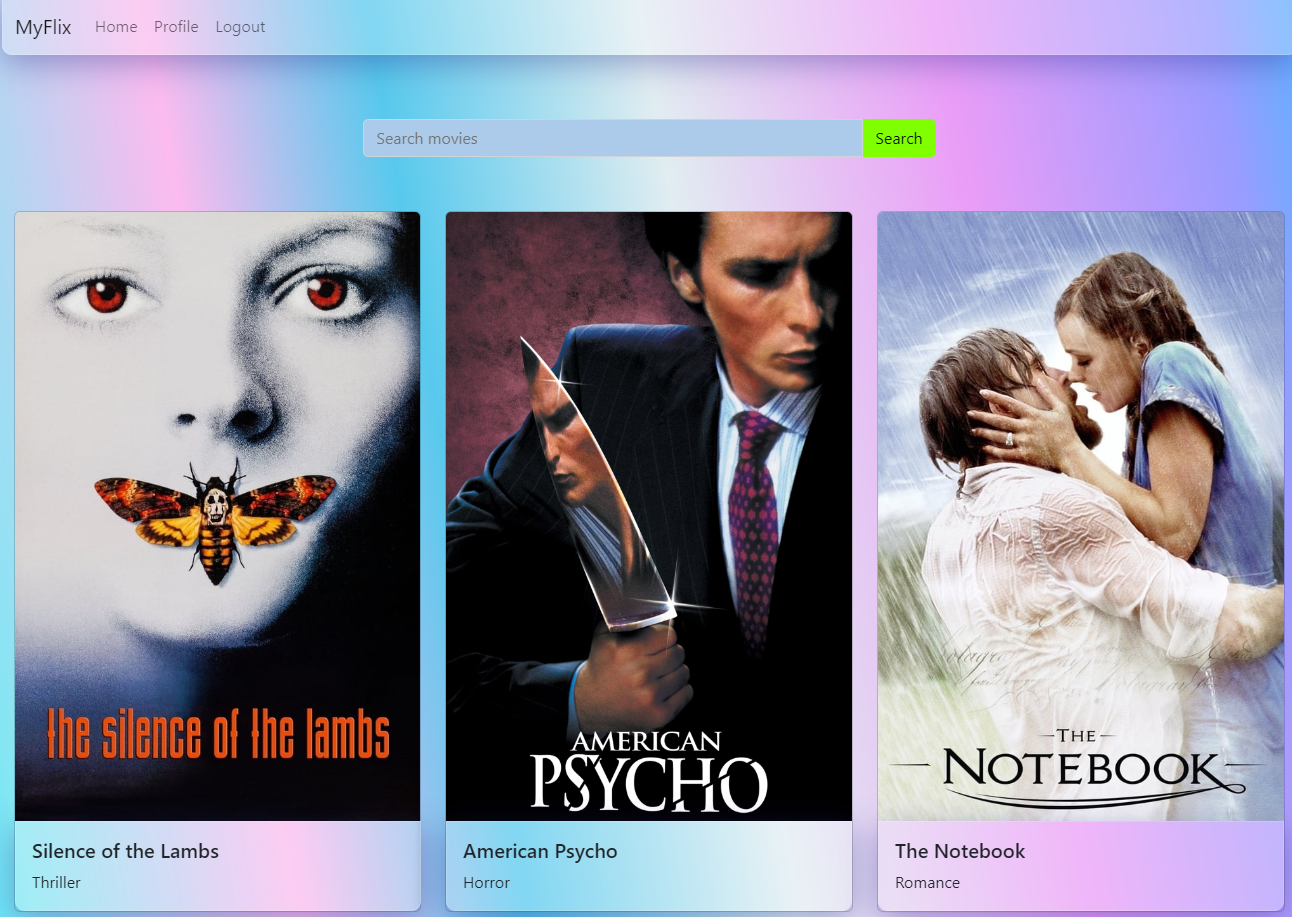 MyFlix Home Profile Logout
Search movies Search
the silence of the lambs
AMERICAN
PSYCHO
THE
NOTEBOOK
Silence of the Lambs
Thriller
American Psycho
Horror
The Notebook
Romance